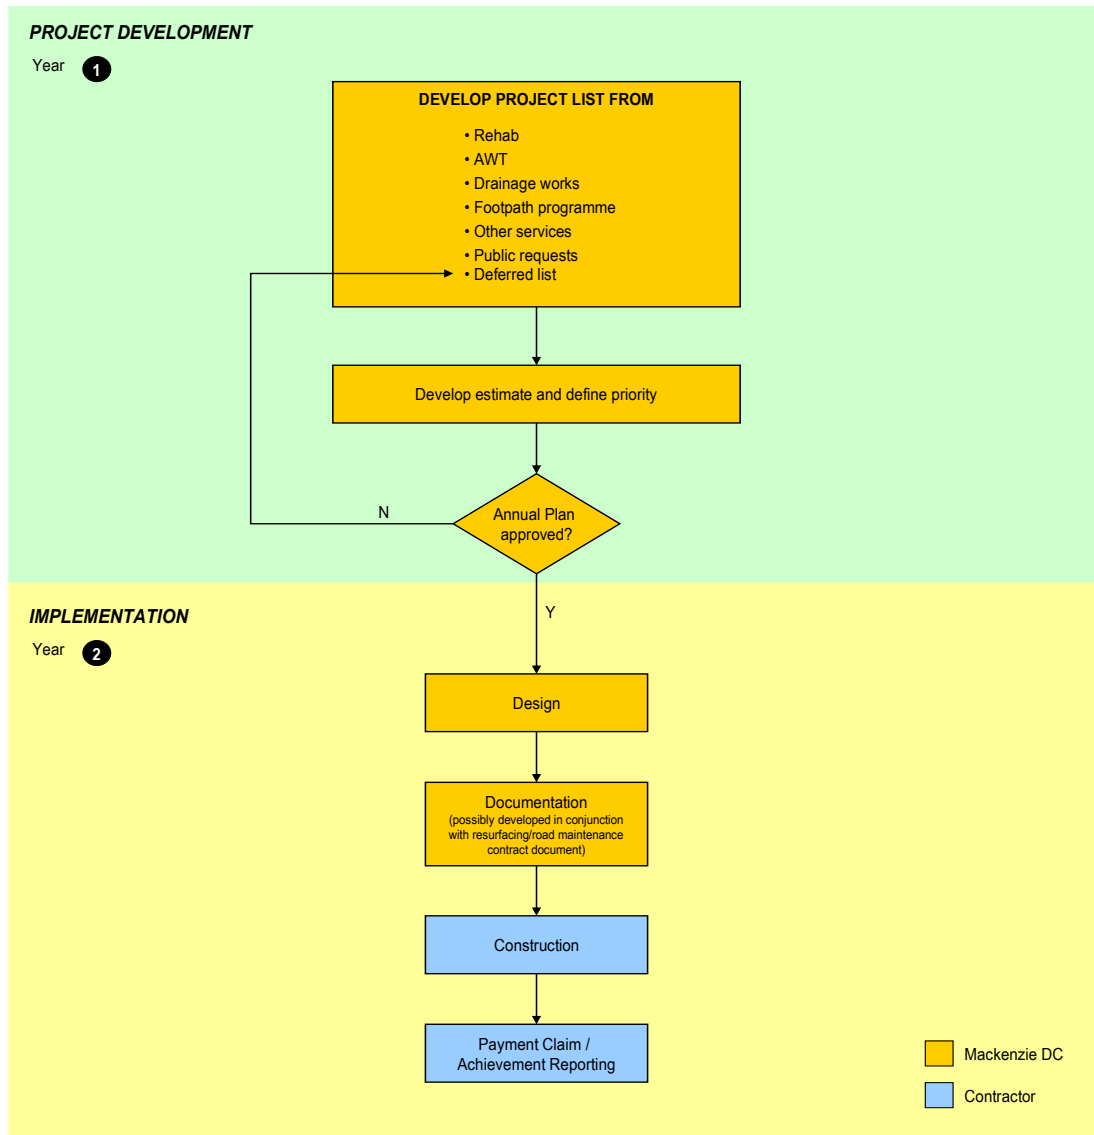 PROJECT DEVELOPMENT
Year 1
DEVELOP PROJECT LIST FROM
• Rehab
• AWT
• Drainage works
• Footpath programme
• Other services
• Public requests
• Deferred list
Develop estimate and define priority
Annual Plan
approved?
N
Y
IMPLEMENTATION
Year 2
Design
Documentation
(possibly developed in conjunction
with resurfacing/road maintenance
contract document)
Construction
Payment Claim /
Achievement Reporting
Mackenzie DC
Contractor